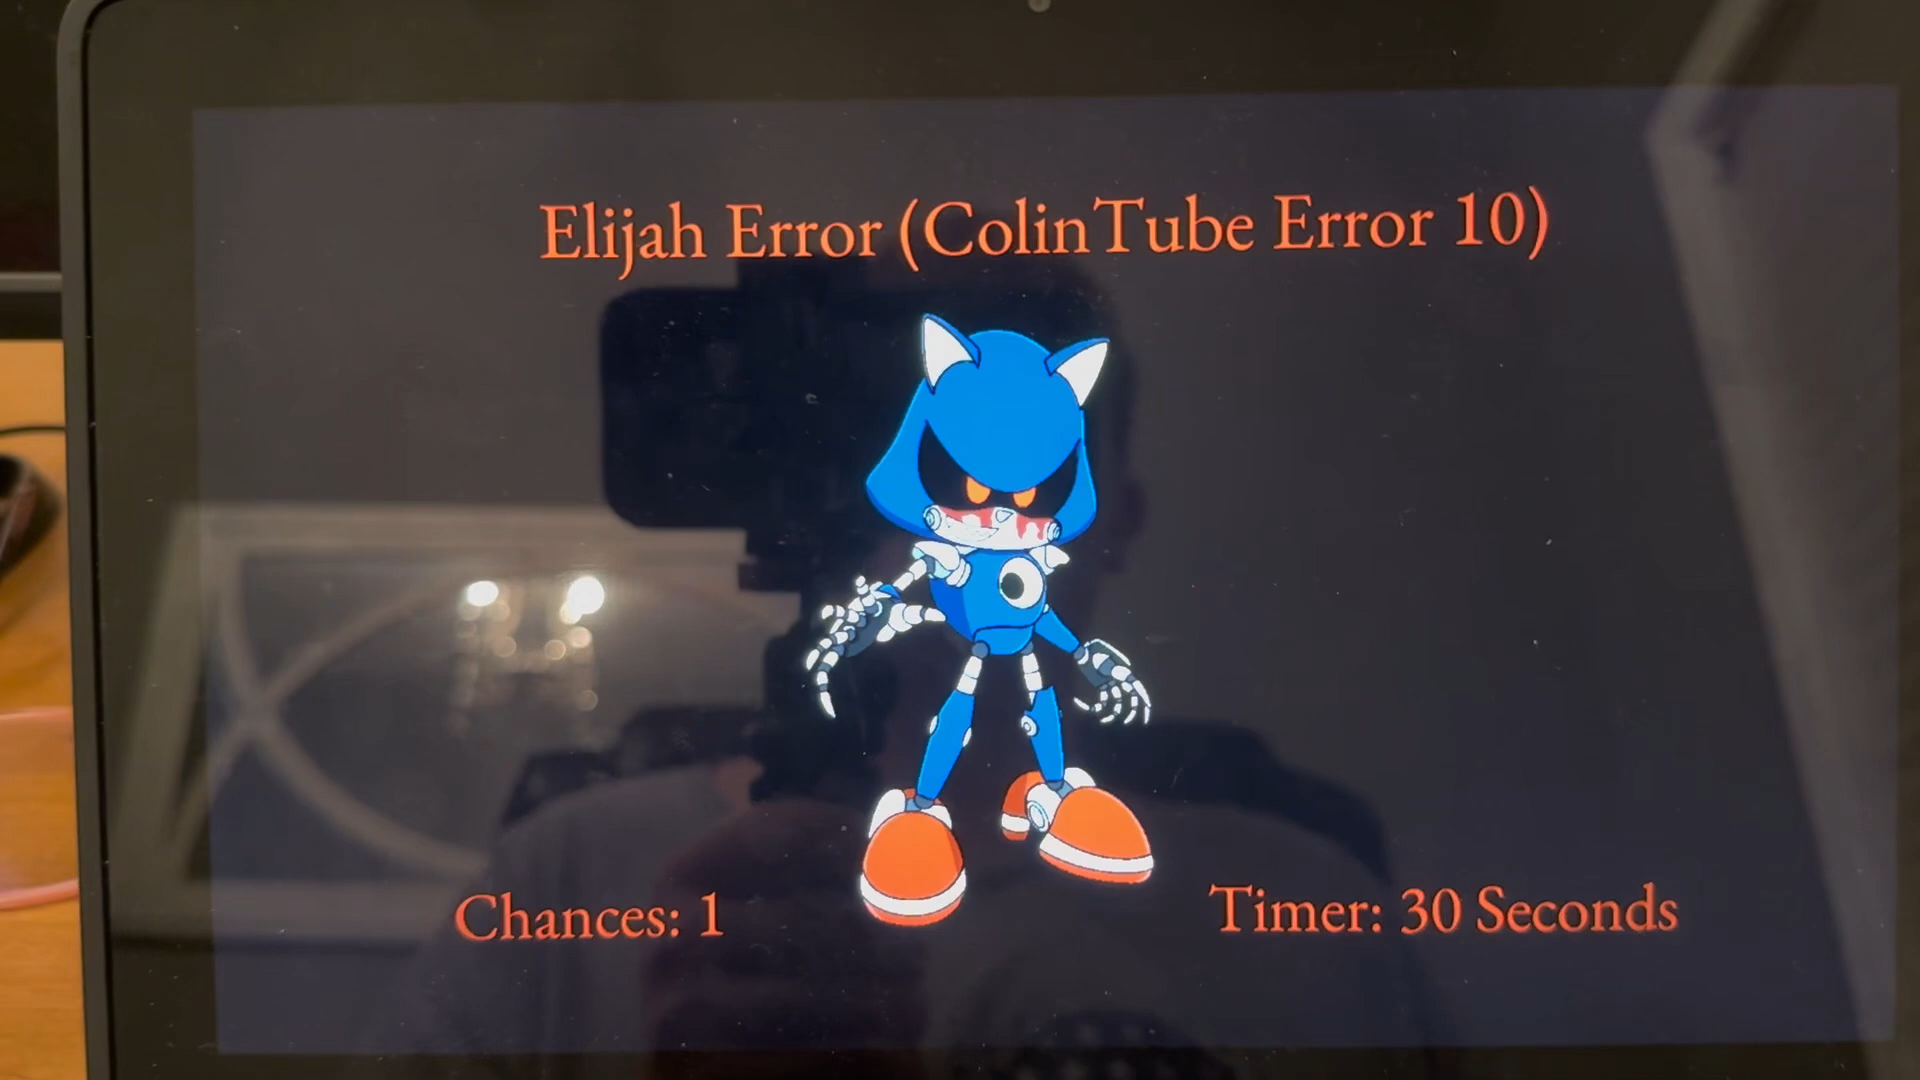 Elijah Error (ColinTube Error 10)
Chances: 1
Timer: 30 Seconds